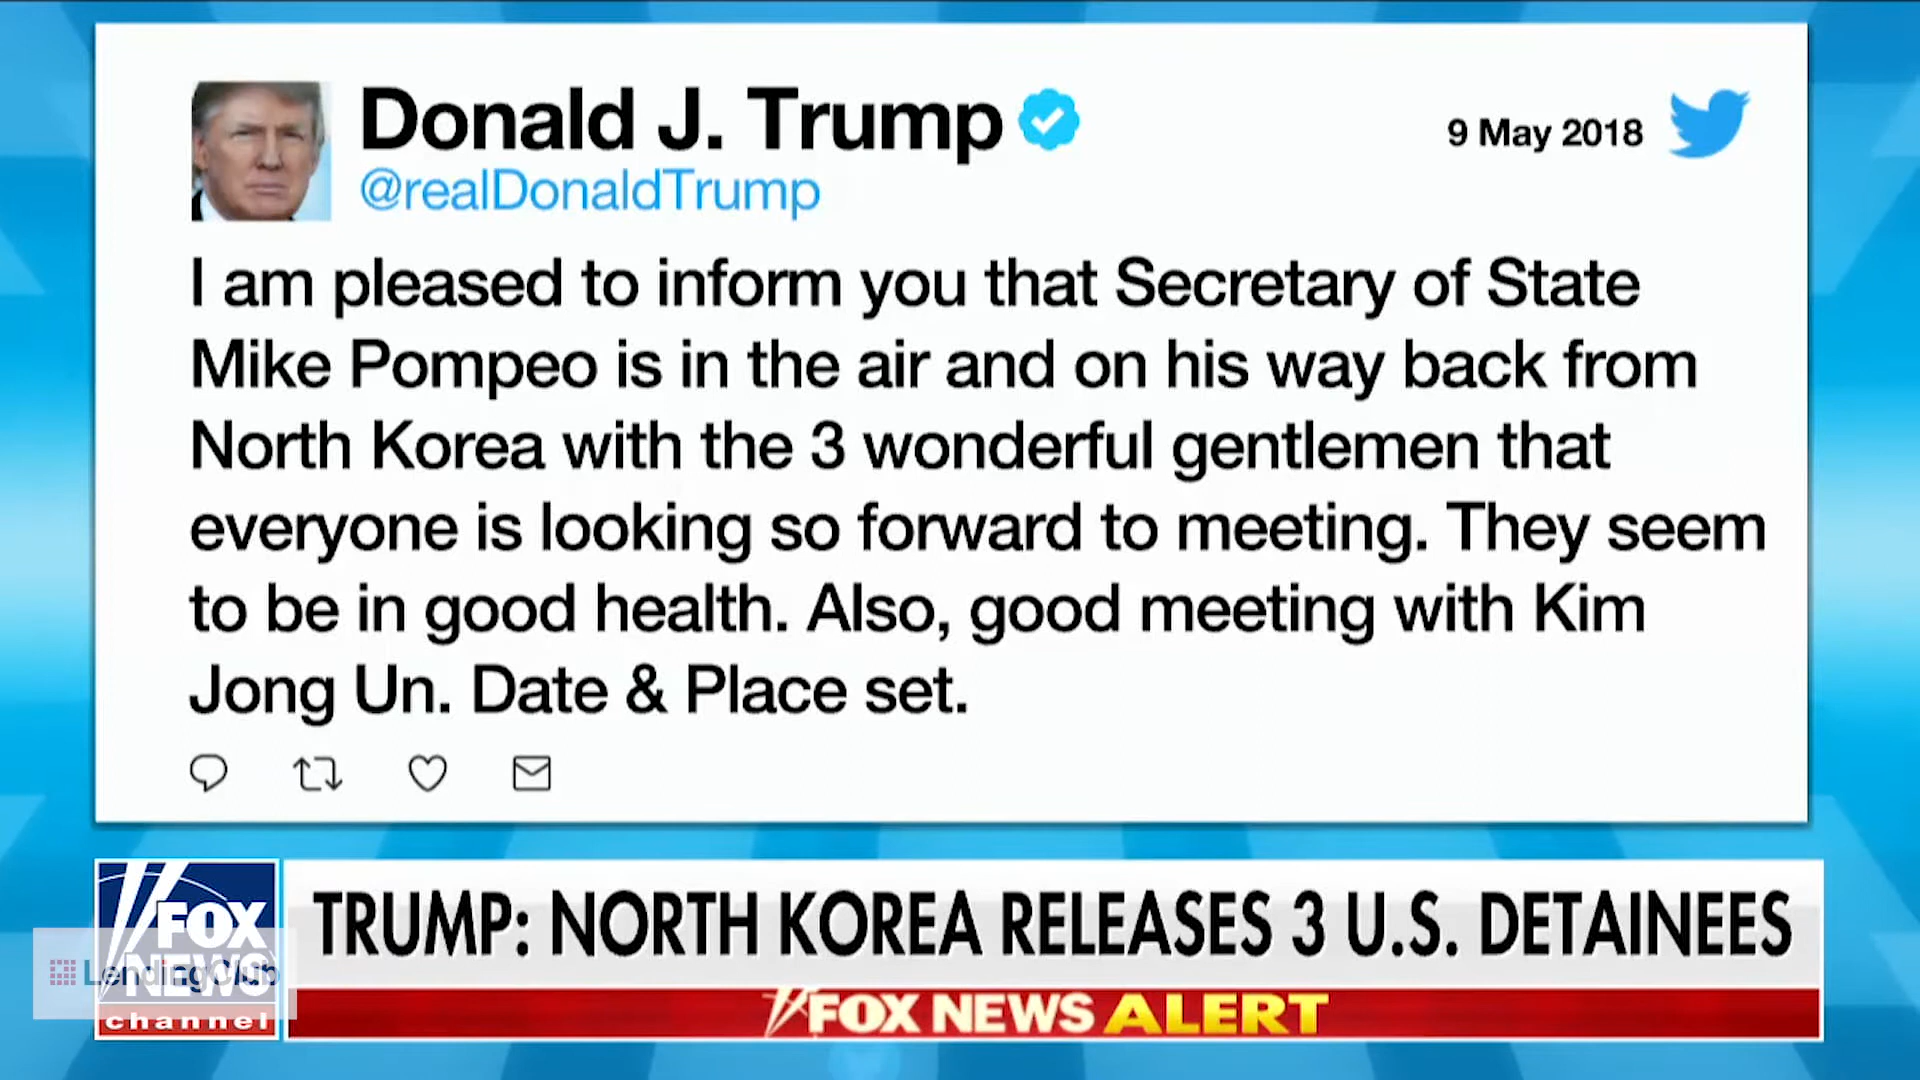 Donald J. Trump
9 May 2018
@realDonaldTrump
I am pleased to inform you that Secretary of State
Mike Pompeo is in the air and on his way back from
North Korea with the 3 wonderful gentlemen that
everyone is looking so forward to meeting. They seem
to be in good health. Also, good meeting with Kim
Jong Un. Date & Place set.
FOX
NEWS
channel
LendingClub
TRUMP: NORTH KOREA RELEASES 3 U.S. DETAINEES
FOX NEWS ALERT